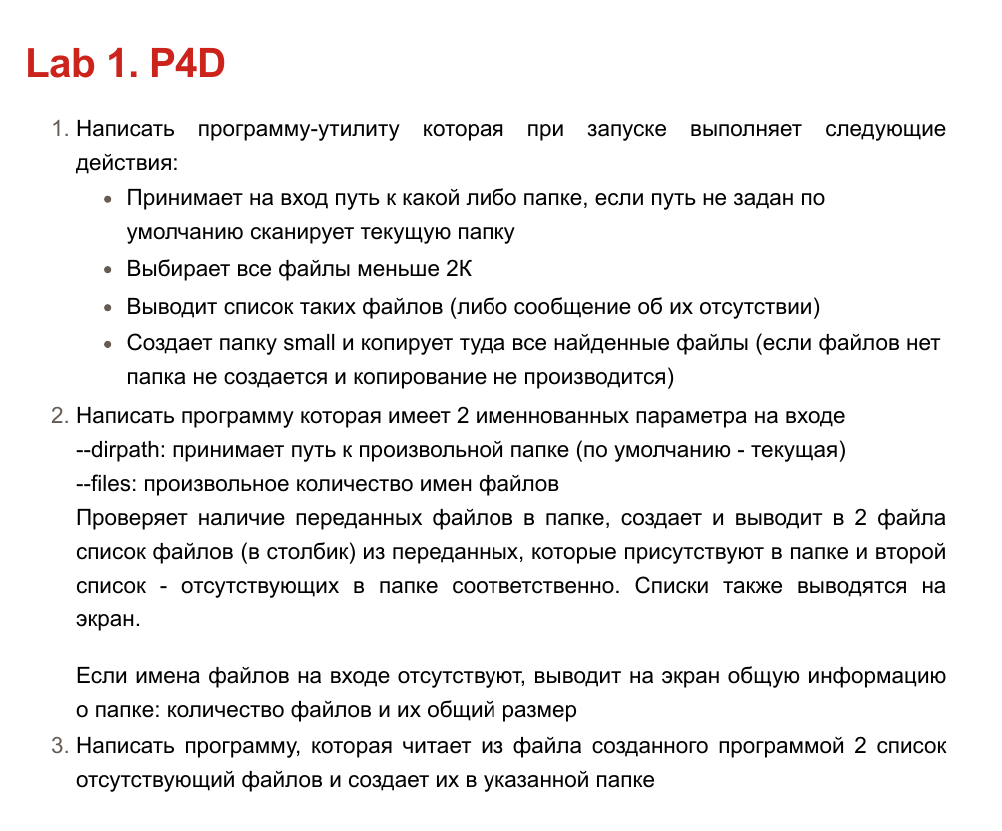 Lab 1. P4D
1. Написать программу-утилиту которая при запуске выполняет следующие
действия:
• Принимает на вход путь к какой либо папке, если путь не задан по
умолчанию сканирует текущую папку
• Выбирает все файлы меньше 2К
• Выводит список таких файлов (либо сообщение об их отсутствии)
• Создает папку small и копирует туда все найденные файлы (если файлов нет
папка не создается и копирование не производится)
2. Написать программу которая имеет 2 именнованных параметра на входе
--dirpath: принимает путь к произвольной папке (по умолчанию - текущая)
--files: произвольное количество имен файлов
Проверяет наличие переданных файлов в папке, создает и выводит в 2 файла
список файлов (в столбик) из переданных, которые присутствуют в папке и второй
список - отсутствующих в папке соответственно. Списки также выводятся на
экран.
Если имена файлов на входе отсутствуют, выводит на экран общую информацию
о папке: количество файлов и их общий размер
3. Написать программу, которая читает из файла созданного программой 2 список
отсутствующий файлов и создает их в указанной папке